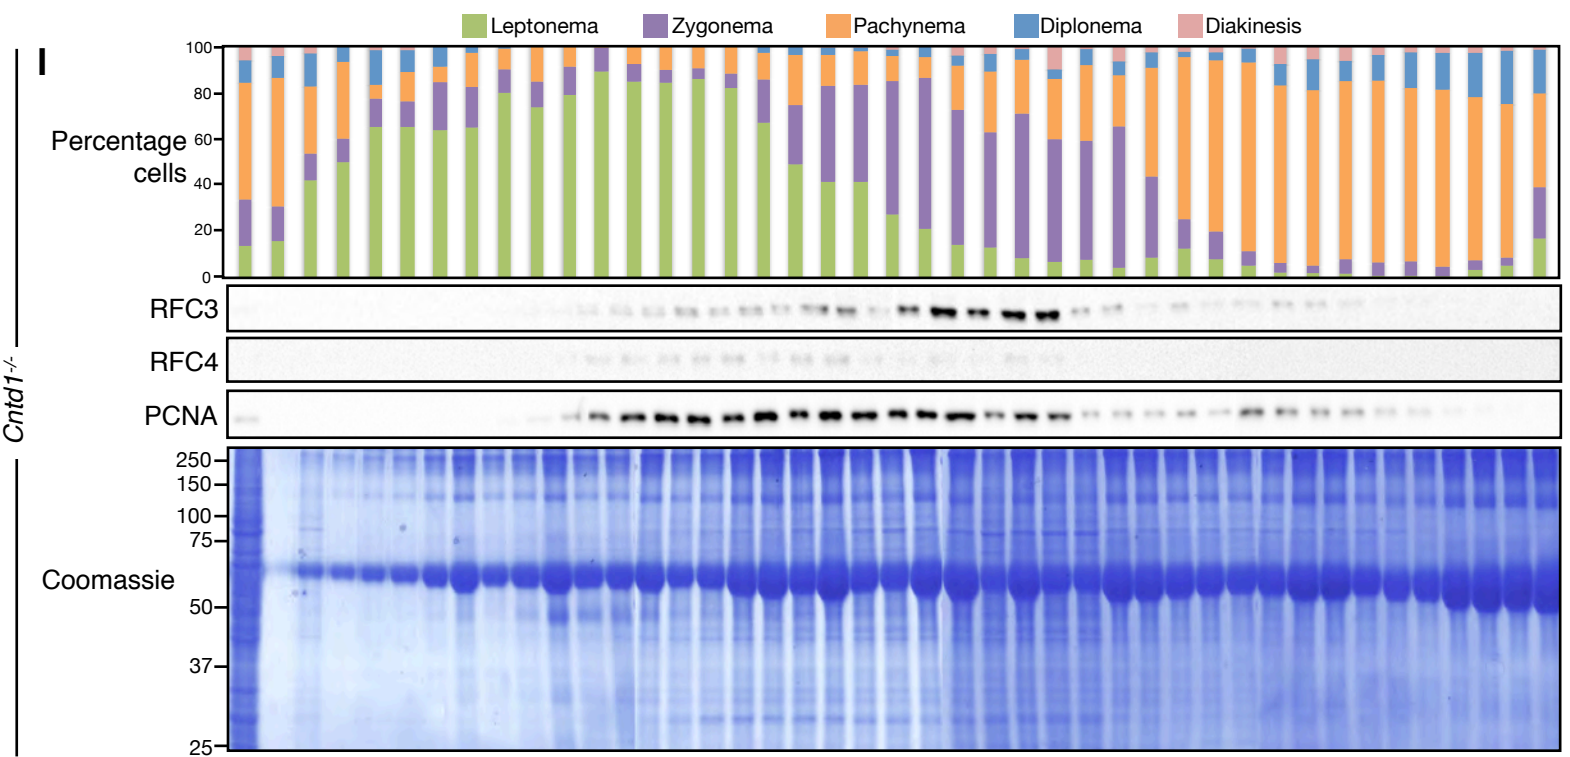 Leptonema Zygonema Pachynema Diplonema Diakinesis
I
100
80
60
40
20
0
Percentage
cells
RFC3
RFC4
PCNA
Cntd1-/-
250
150
100
75
50
37
25
Coomassie